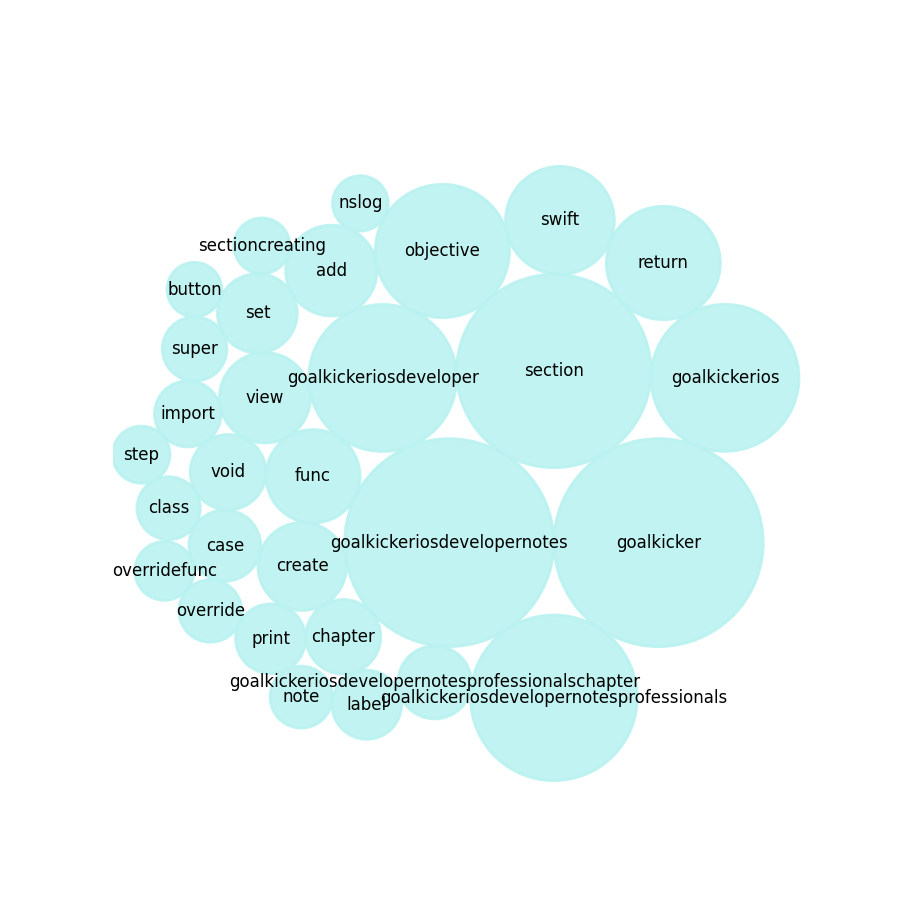 nslog
swift
sectioncreating
objective
return
add
button
set
super
section
goalkickeriosdeveloper
goalkickerios
view
import
step
void
func
class
case
goalkickeriosdevelopernotes
goalkicker
overridefunc
create
override
print
chapter
goalkickeriosdevelopernotesprofessionalschapter
note
goalkickeriosdevelopernotesprofessionals
label